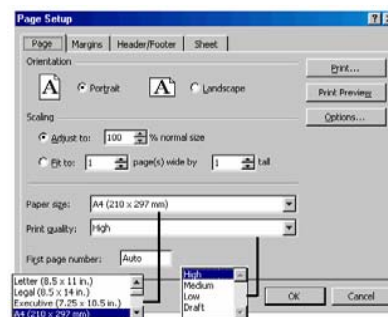 Page Setup
Page Margins Header/Footer Sheet
Orientation
A Portrait A Landscape
Print...
Print Preview
Options...
Scaling
Adjust to: 100 % normal size
Fit to: 1 page(s) wide by 1 tall
Paper size: A4 (210 x 297 mm)
Print quality: High
First page number: Auto
Letter (8.5 x 11 in.)
Legal (8.5 x 14 in.)
Executive (7.25 x 10.5 in.)
A4 (210 x 297 mm)
High
Medium
Low
Draft
OK Cancel